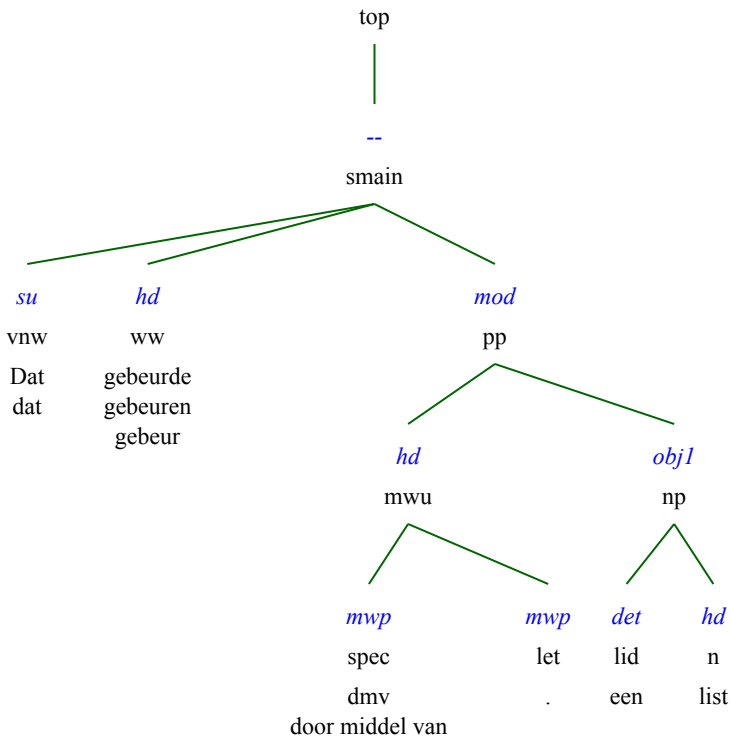 top
--
smain
su hd mod
vnw ww pp
Dat gebeurde
dat gebeuren
gebeur
hd obj1
mwu np
mwp mwp det hd
spec let lid n
dmv . een list
door middel van